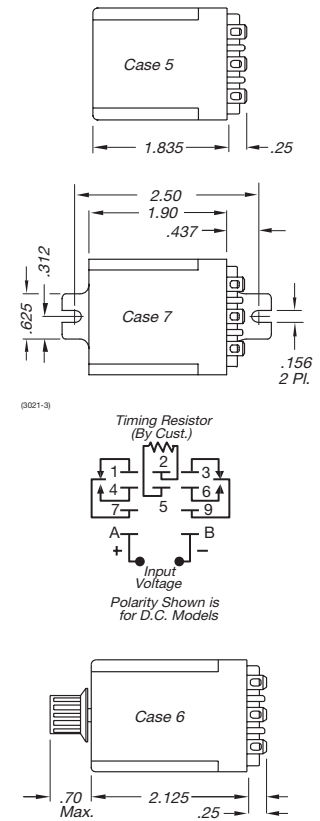 Case 5
1.835
.25
2.50
1.90
.437
.312
.625
Case 7
.156
2 Pl.
(3021-3)
Timing Resistor
(By Cust.)
1 2 3
4 6
7 5 9
A B
+ –
Input
Voltage
Polarity Shown is
for D.C. Models
Case 6
.70
Max.
2.125
.25